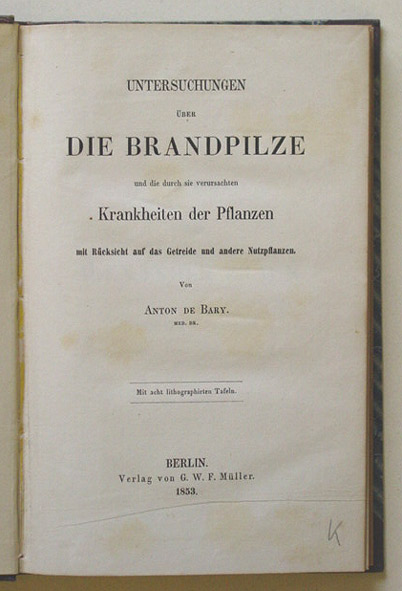 UNTERSUCHUNGEN
ÜBER
DIE BRANDPILZE
und die durch sie verursachten
Krankheiten der Pflanzen
mit Rücksicht auf das Getreide und andere Nutzpflanzen.
Von
ANTON DE BARY.
MED. DR.
Mit acht lithographirten Tafeln.
BERLIN.
Verlag von G. W. F. Müller.
1853.
K